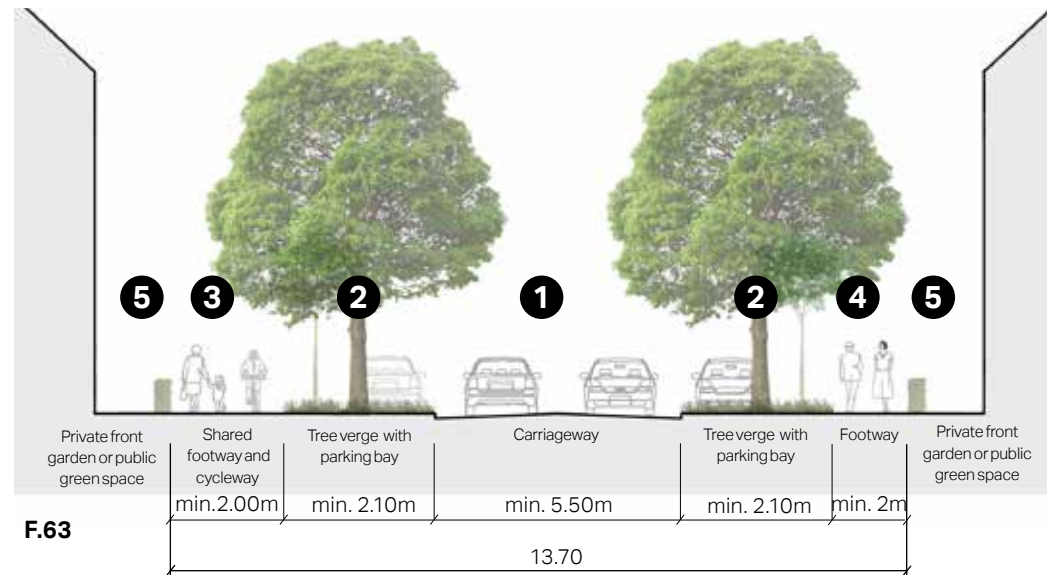 5
3
2
1
2
4
5
Private front
garden or public
green space
Shared
footway and
cycleway
Tree verge with
parking bay
Carriageway
Tree verge with
parking bay
Footway
Private front
garden or public
green space
min.2.00m
min. 2.10m
min. 5.50m
min. 2.10m
min. 2m
F.63
13.70